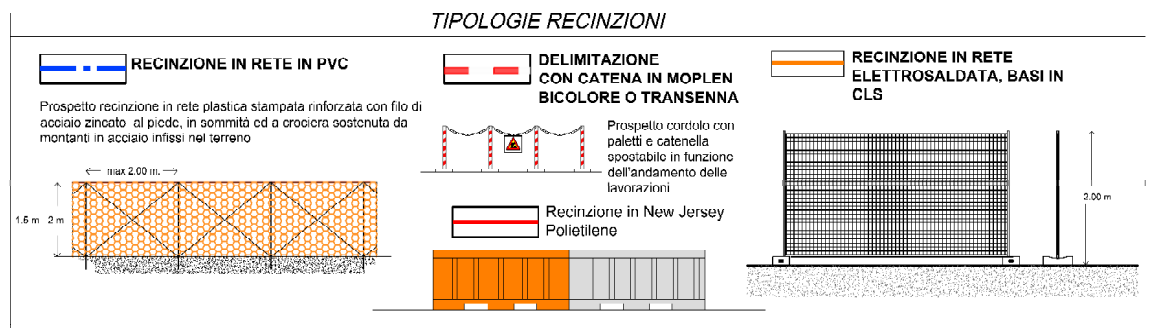 TIPOLOGIE RECINZIONI
RECINZIONE IN RETE IN PVC
Prospetto recinzione in rete plastica stampata rinforzata con filo di
acciaio zincato al piede, in sommità ed a crociera sostenuta da
montanti in acciaio infissi nel terreno
max 2.00 m.
1.5 m
2 m
DELIMITAZIONE
CON CATENA IN MOPLEN
BICOLORE O TRANSENNA
Prospetto cordolo con
paletti e catenella
spostabile in funzione
dell'andamento delle
lavorazioni
Recinzione in New Jersey
Polietilene
RECINZIONE IN RETE
ELETTROSALDATA, BASI IN
CLS
2.00 m